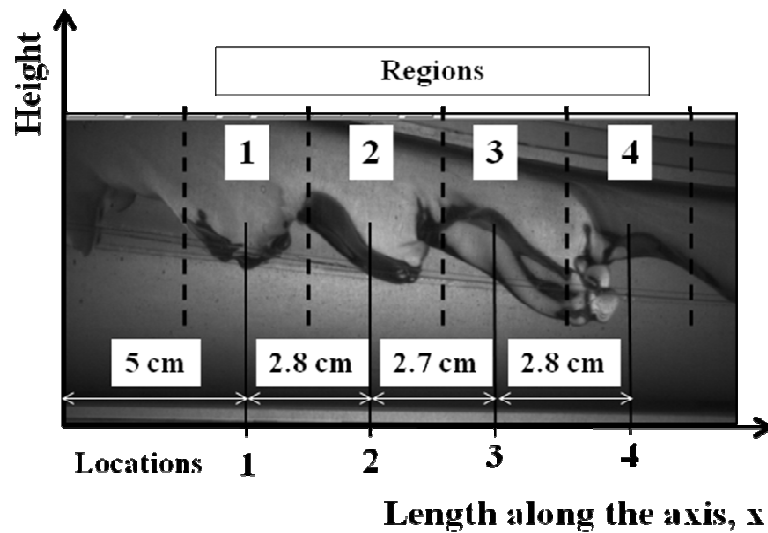 Height
Regions
1 2 3 4
5 cm 2.8 cm 2.7 cm 2.8 cm
Locations 1 2 3 4
Length along the axis, x